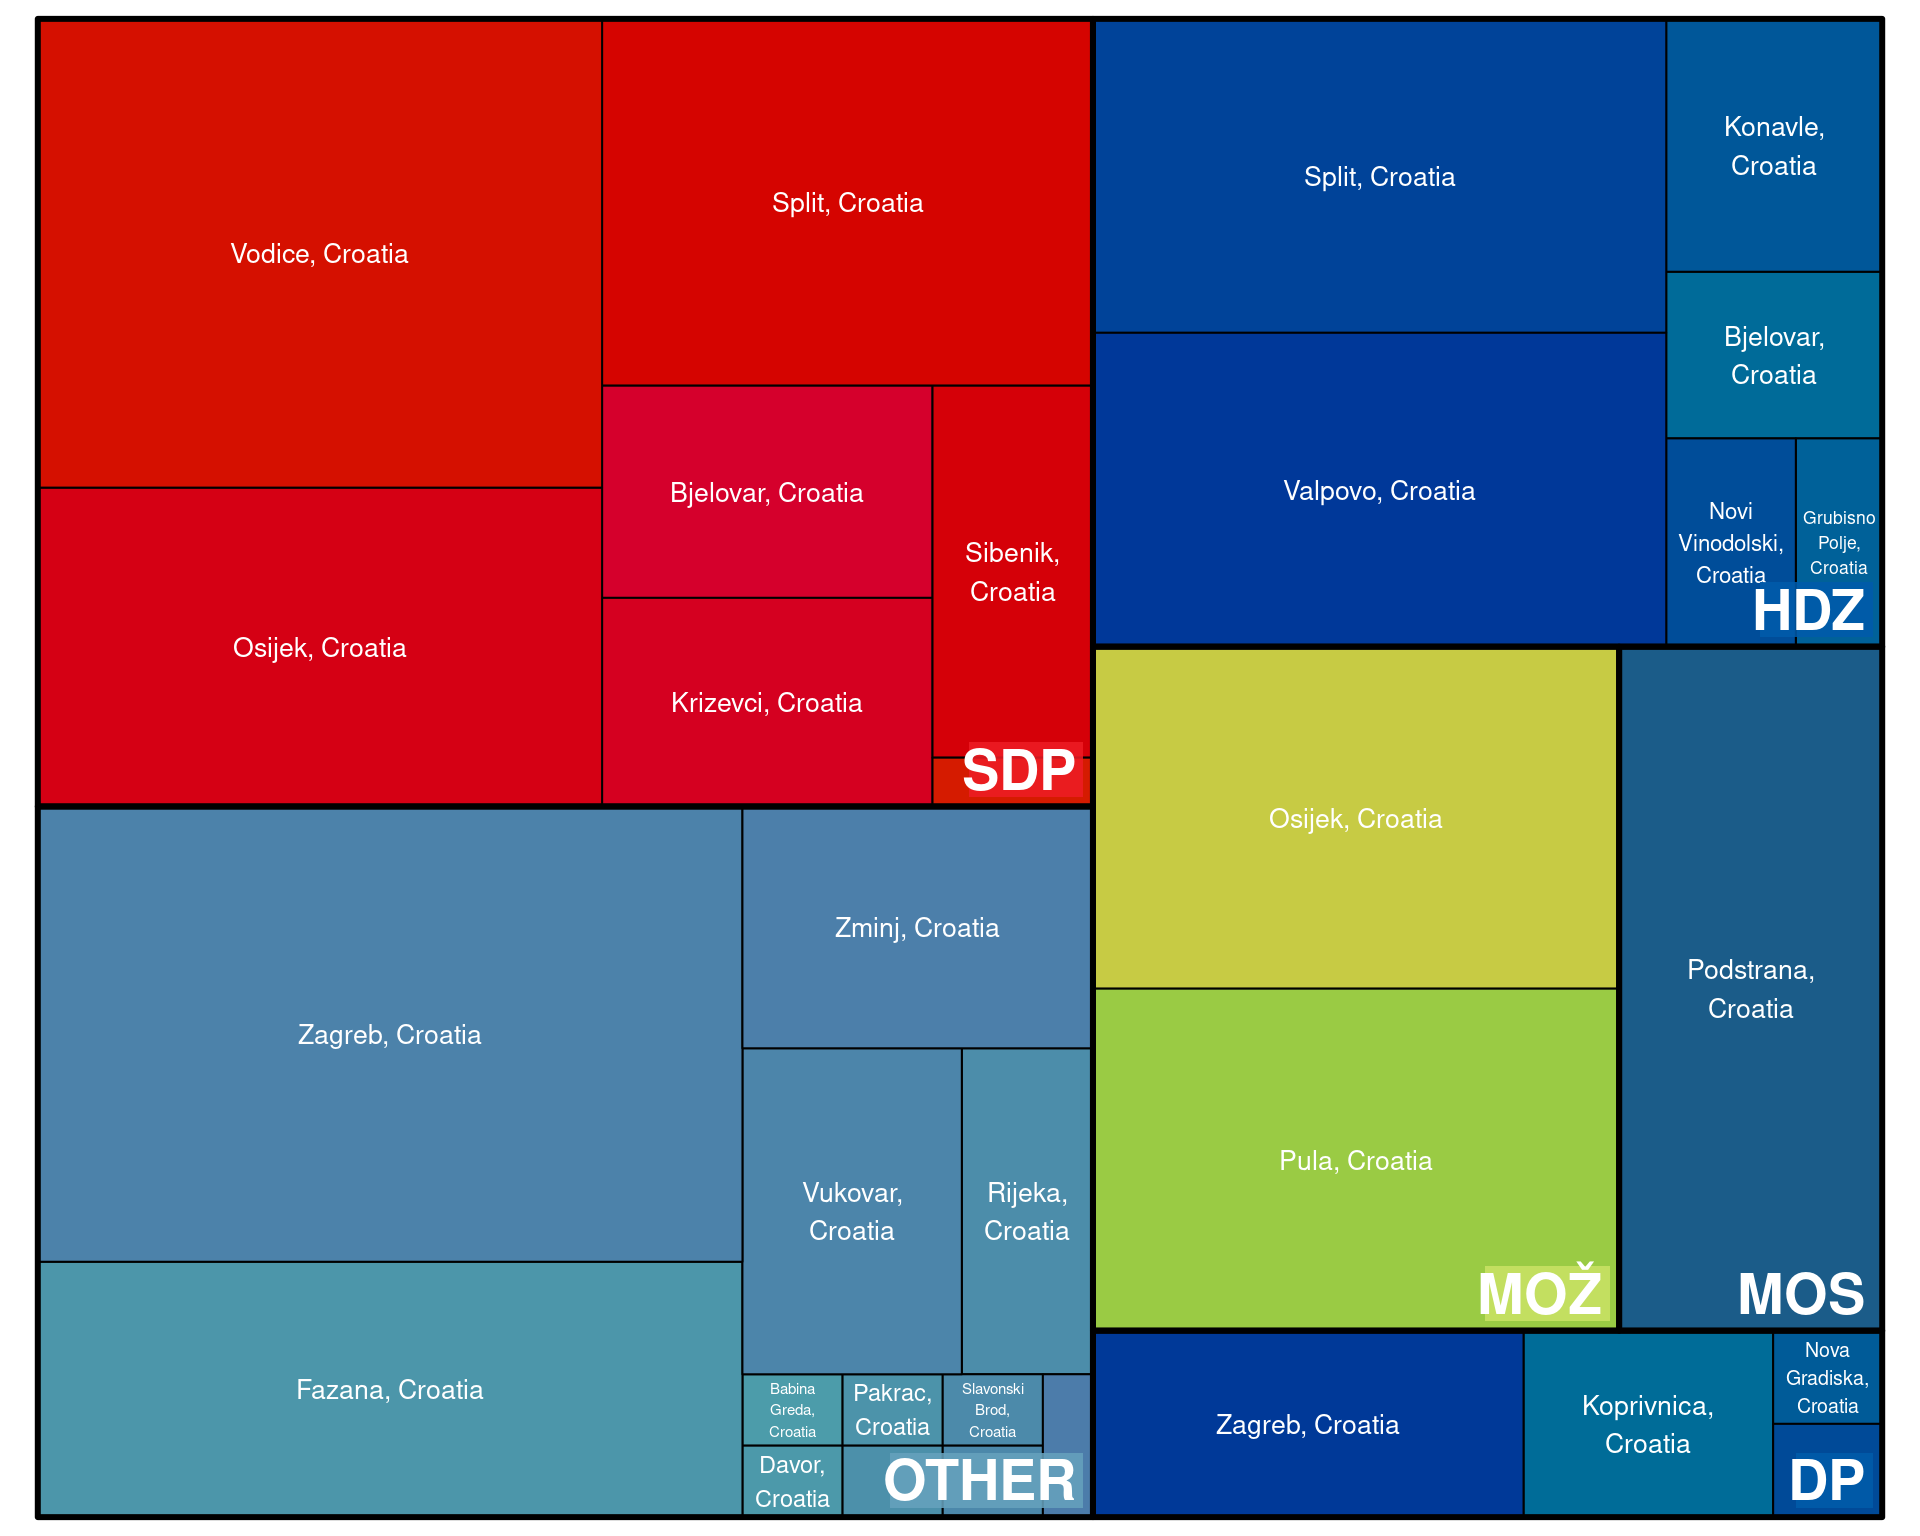 Vodice, Croatia
Split, Croatia
Osijek, Croatia
Bjelovar, Croatia
Krizevci, Croatia
Sibenik,
Croatia
SDP
Split, Croatia
Valpovo, Croatia
Konavle,
Croatia
Bjelovar,
Croatia
Novi
Vinodolski,
Croatia
Grubisno
Polje,
Croatia
HDZ
Zagreb, Croatia
Fazana, Croatia
Zminj, Croatia
Vukovar,
Croatia
Rijeka,
Croatia
Babina
Greda,
Croatia
Pakrac,
Croatia
Slavonski
Brod,
Croatia
Davor,
Croatia
OTHER
Osijek, Croatia
Pula, Croatia
MOŽ
Podstrana,
Croatia
MOS
Zagreb, Croatia
Koprivnica,
Croatia
Nova
Gradiska,
Croatia
DP